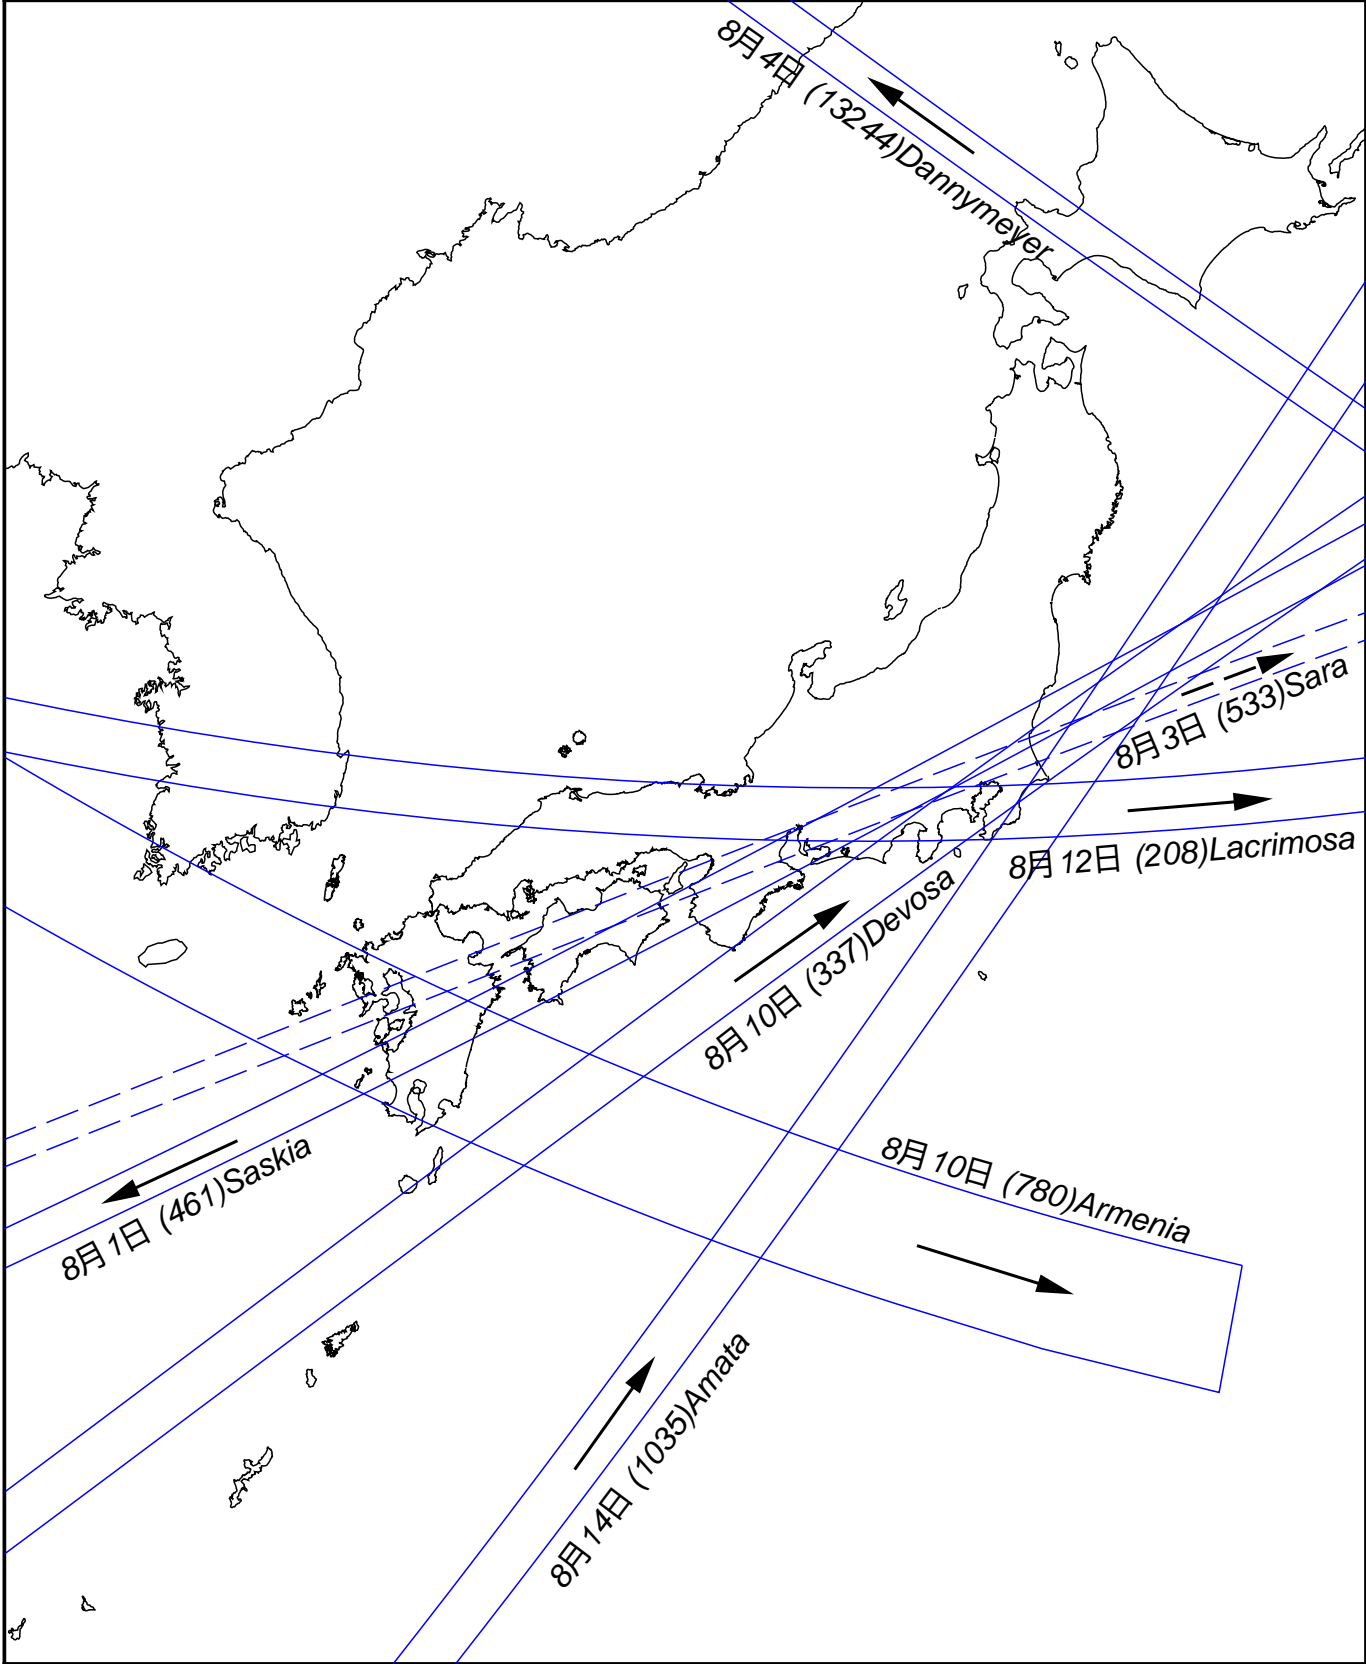 8月4日 (13244)Dannymeyer
8月3日 (533)Sara
8月12日 (208)Lacrimosa
8月10日 (337)Devosa
8月10日 (780)Armenia
8月1日 (461)Saskia
8月14日 (1035)Amata